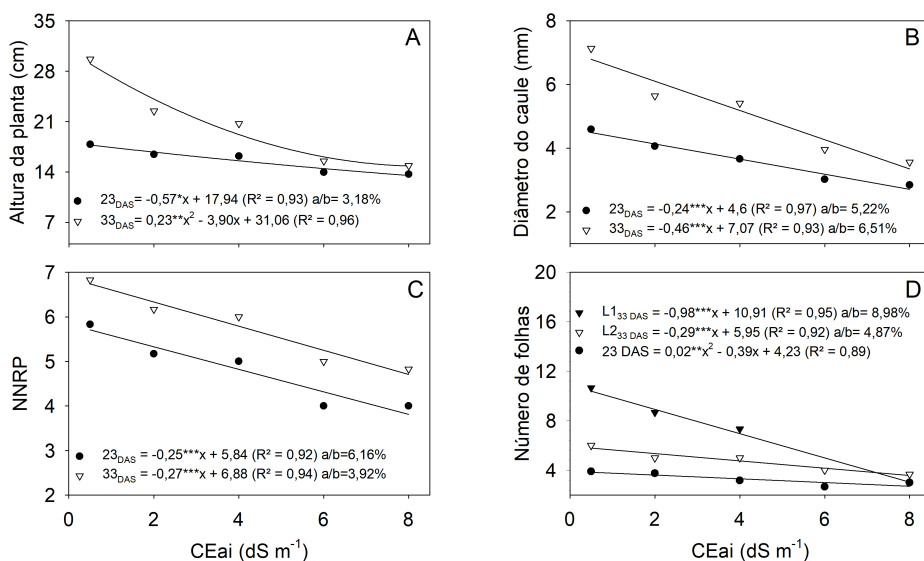 A
Altura da planta (cm)
35
28
21
14
7
23DAS= -0,57*x + 17,94 (R² = 0,93) a/b= 3,18%
33DAS= 0,23**x² - 3,90x + 31,06 (R² = 0,96)
B
Diâmetro do caule (mm)
8
6
4
2
23DAS = -0,24***x + 4,6 (R² = 0,97) a/b= 5,22%
33DAS = -0,46***x + 7,07 (R² = 0,93) a/b= 6,51%
C
NNRP
7
6
5
4
3
2
23DAS = -0,25***x + 5,84 (R² = 0,92) a/b=6,16%
33DAS = -0,27***x + 6,88 (R² = 0,94) a/b=3,92%
0 2 4 6 8
CEai (dS m⁻¹)
D
Número de folhas
20
16
12
8
4
L133 DAS = -0,98***x + 10,91 (R² = 0,95) a/b= 8,98%
L233 DAS = -0,29***x + 5,95 (R² = 0,92) a/b= 4,87%
23 DAS = 0,02**x² - 0,39x + 4,23 (R² = 0,89)
0 2 4 6 8
CEai (dS m⁻¹)